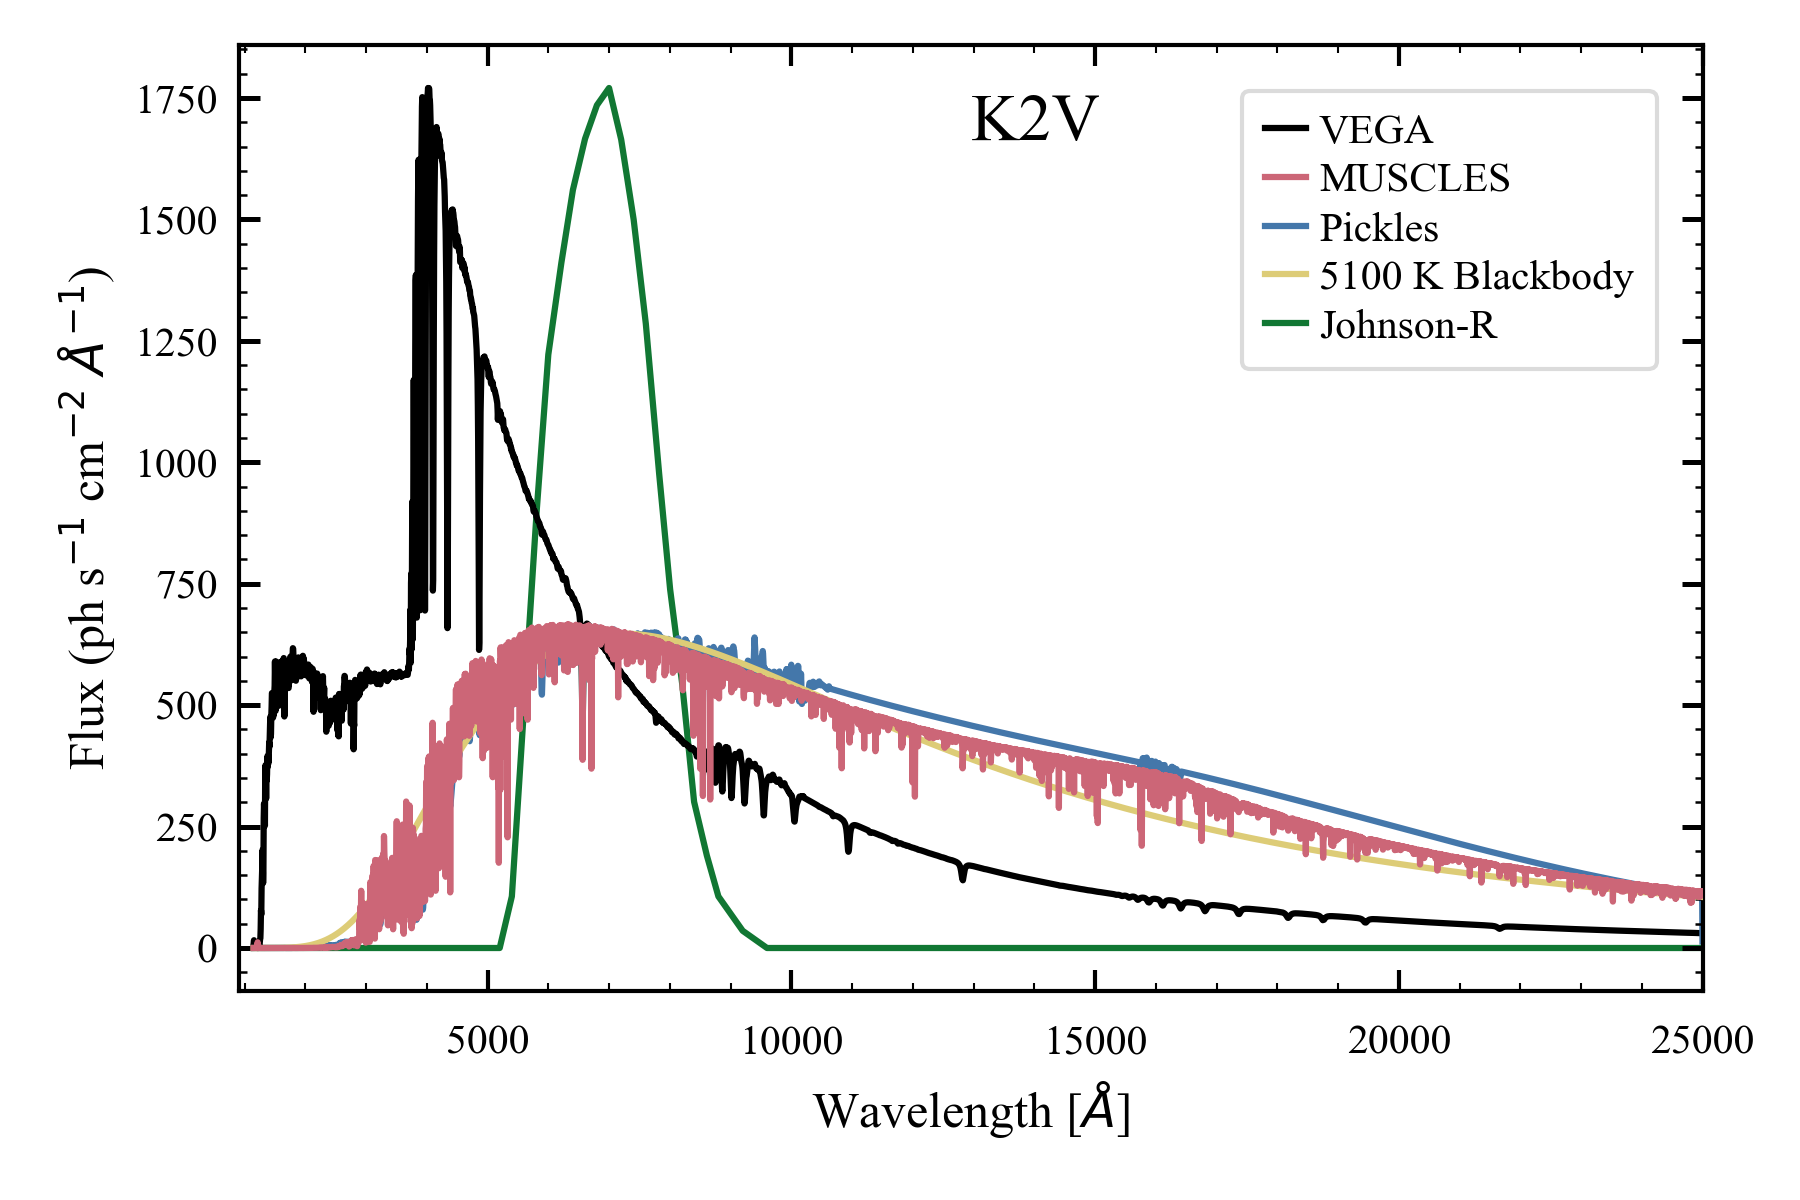 K2V
VEGA
MUSCLES
Pickles
5100 K Blackbody
Johnson-R
Flux (ph s⁻¹ cm⁻² Å⁻¹)
1750
1500
1250
1000
750
500
250
0
5000 10000 15000 20000 25000
Wavelength [Å]